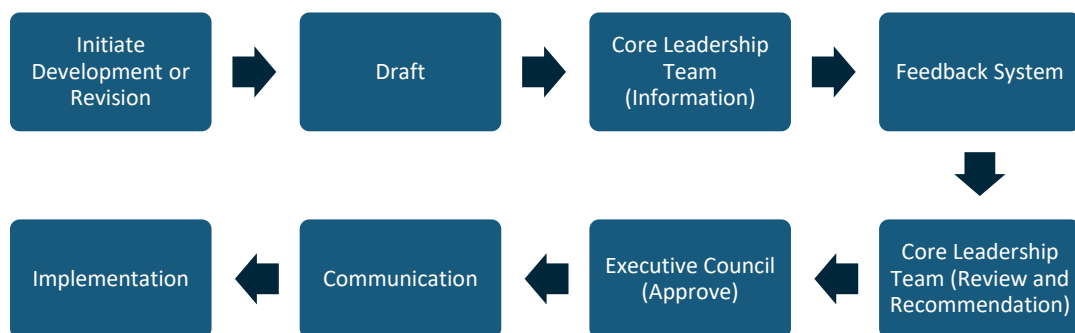 Initiate
Development or
Revision
Draft
Core Leadership
Team
(Information)
Feedback System
Core Leadership
Team (Review and
Recommendation)
Executive Council
(Approve)
Communication
Implementation